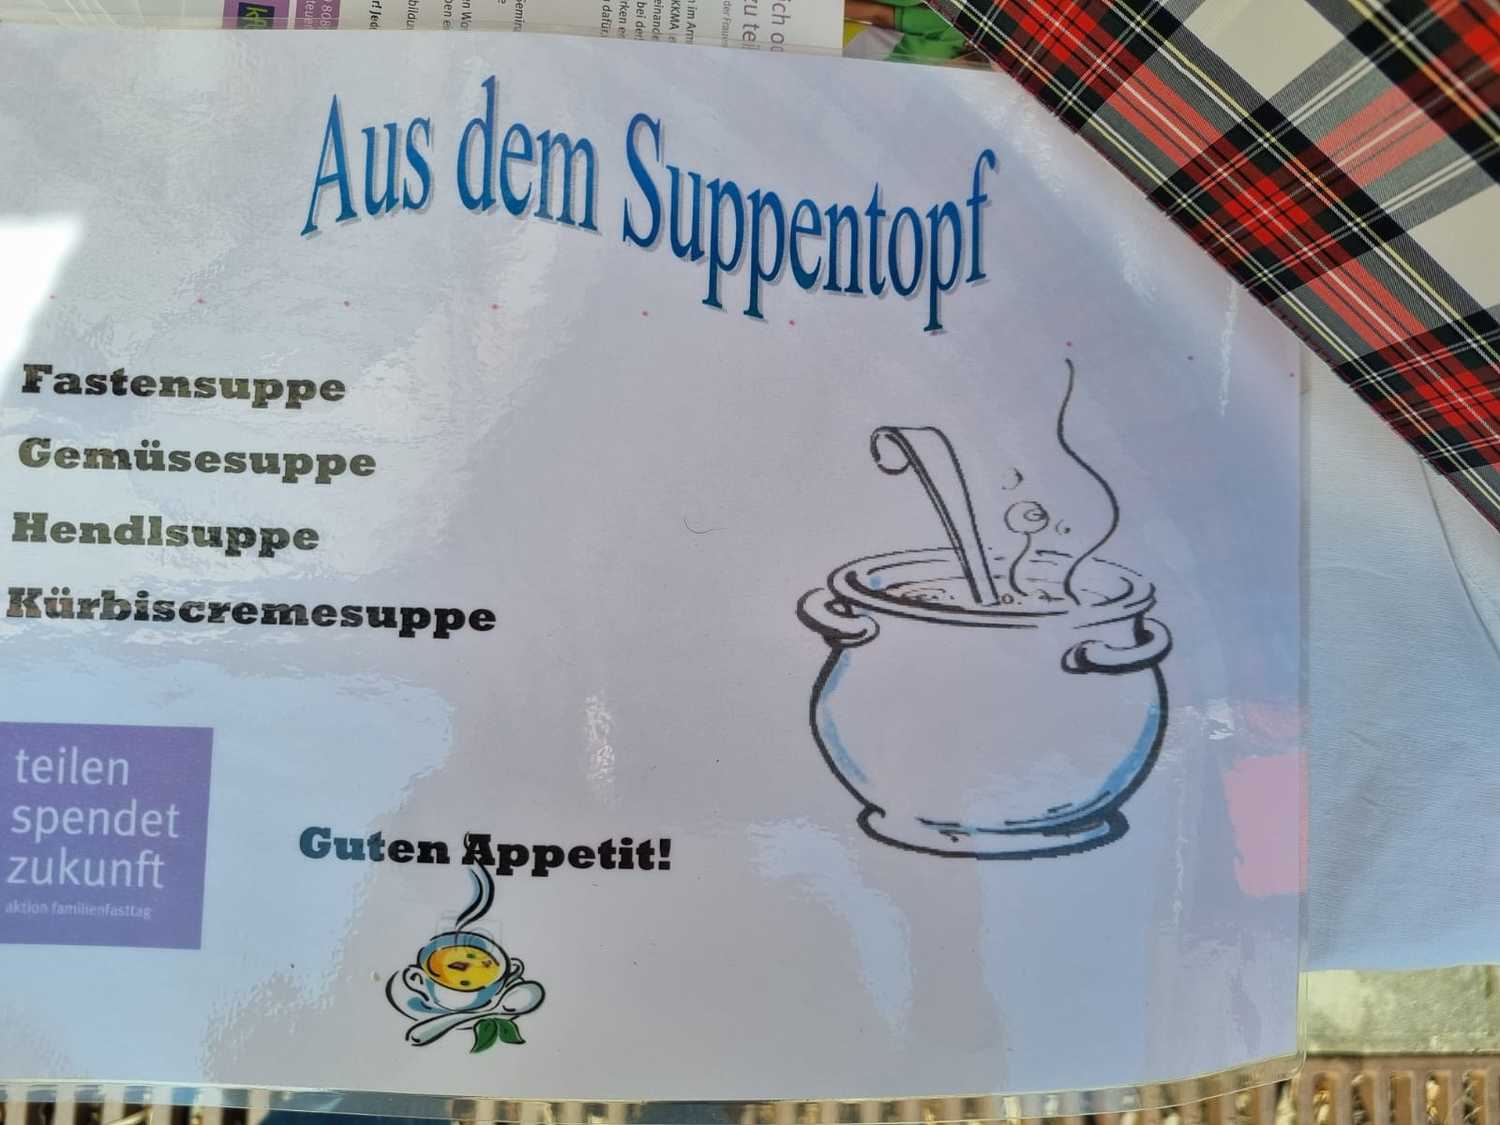 Aus dem Suppentopf
Fastensuppe
Gemüsesuppe
Hendlsuppe
Kürbiscremesuppe
teilen
spendet
zukunft
aktion familienfasttag
Guten Appetit!